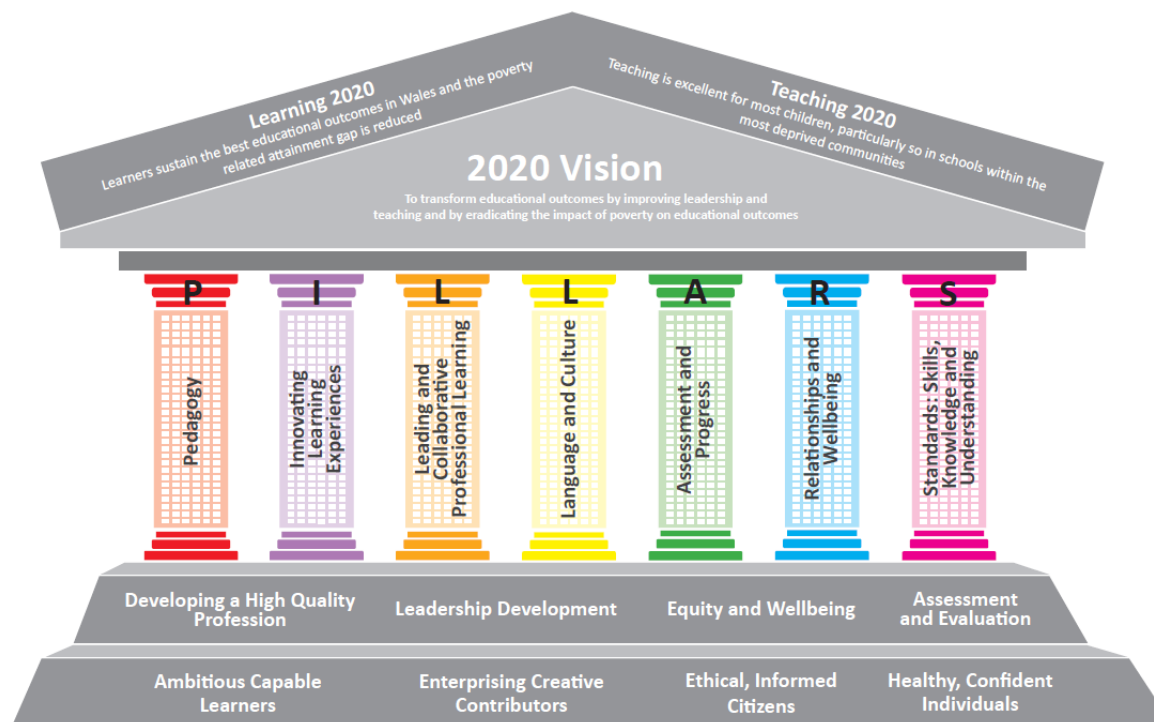 Learning 2020
Learners sustain the best educational outcomes in Wales and the poverty
related attainment gap is reduced
Teaching 2020
Teaching is excellent for most children, particularly so in schools within the
most deprived communities
2020 Vision
To transform educational outcomes by improving leadership and
teaching and by eradicating the impact of poverty on educational outcomes
P
I
L
L
A
R
S
Pedagogy
Innovating
Learning
Experiences
Leading and
Collaborative
Professional Learning
Language and Culture
Assessment and
Progress
Relationships and
Wellbeing
Standards: Skills,
Knowledge and
Understanding
Developing a High Quality
Profession
Leadership Development
Equity and Wellbeing
Assessment
and Evaluation
Ambitious Capable
Learners
Enterprising Creative
Contributors
Ethical, Informed
Citizens
Healthy, Confident
Individuals